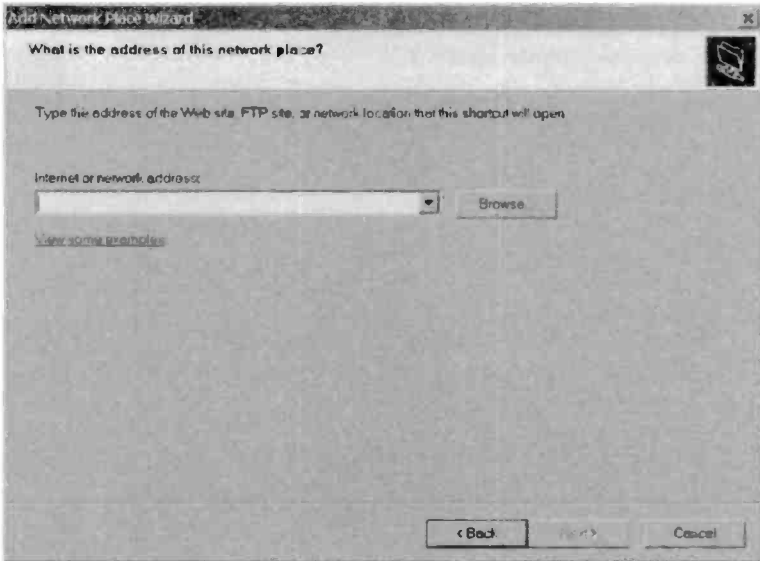 Add Network Place Wizard
What is the address of this network place?
Type the address of the Web site, FTP site, or network location that this shortcut will open
Internet or network address:
Browse...
View some examples
< Back
Next >
Cancel